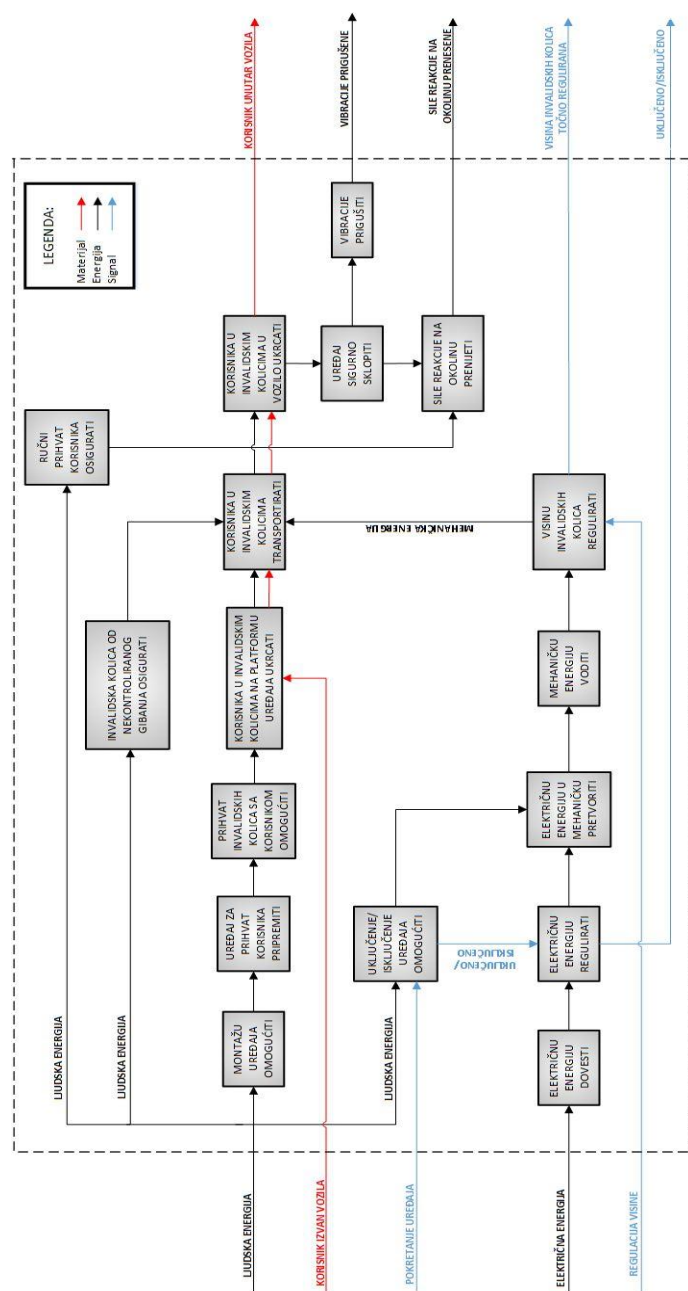 LEGENDA:
Materijal
Energija
Signal
LJUDSKA ENERGIJA
RUČNI
PRIHVAT
KORISNIKA
OSIGURATI
LJUDSKA ENERGIJA
INVALIDSKA KOLICA OD
NEKONTROLIRANOG
GIBANJA OSIGURATI
LJUDSKA ENERGIJA
MONTAŽU
UREĐAJA
OMOGUĆITI
UREĐAJ ZA
PRIHVAT
KORISNIKA
PRIPREMITI
PRIHVAT
INVALIDSKIH
KOLICA SA
KORISNIKOM
OMOGUĆITI
KORISNIKA U INVALIDSKIM
KOLICIMA NA PLATFORMU
UREĐAJA UKRCATI
KORISNIKA U
INVALIDSKIM
KOLICIMA
TRANSPORTIRATI
KORISNIKA U
INVALIDSKIM
KOLICIMA U
VOZILO UKRCATI
KORISNIK UNUTAR VOZILA
KORISNIK IZVAN VOZILA
UREĐAJ
SIGURNO
SKLOPITI
VIBRACIJE
PRIGUŠITI
VIBRACIJE PRIGUŠENE
LJUDSKA ENERGIJA
POKRETANJE UREĐAJA
UKLJUČENJE/
ISKLJUČENJE
UREĐAJA
OMOGUĆITI
SILE REAKCIJE NA
OKOLINU
PRENIJETI
SILE REAKCIJE NA
OKOLINU PRENESENE
UKLJUČENO/
ISKLJUČENO
MEHANIČKA ENERGIJA
ELEKTRIČNA ENERGIJA
ELEKTRIČNU
ENERGIJU
DOVESTI
ELEKTRIČNU
ENERGIJU
REGULIRATI
ELEKTRIČNU
ENERGIJU U
MEHANIČKU
PRETVORITI
MEHANIČKU
ENERGIJU
VODITI
VISINU
INVALIDSKIH
KOLICA
REGULIRATI
VISINA INVALIDSKIH KOLICA
TOČNO REGULIRANA
REGULACIJA VISINE
UKLJUČENO/ISKLJUČENO